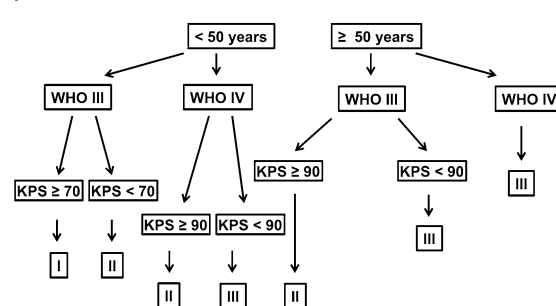 < 50 years
≥ 50 years
WHO III
WHO IV
WHO III
WHO IV
KPS ≥ 90
KPS < 90
III
KPS ≥ 70
KPS < 70
KPS ≥ 90
KPS < 90
III
I
II
II
III
II